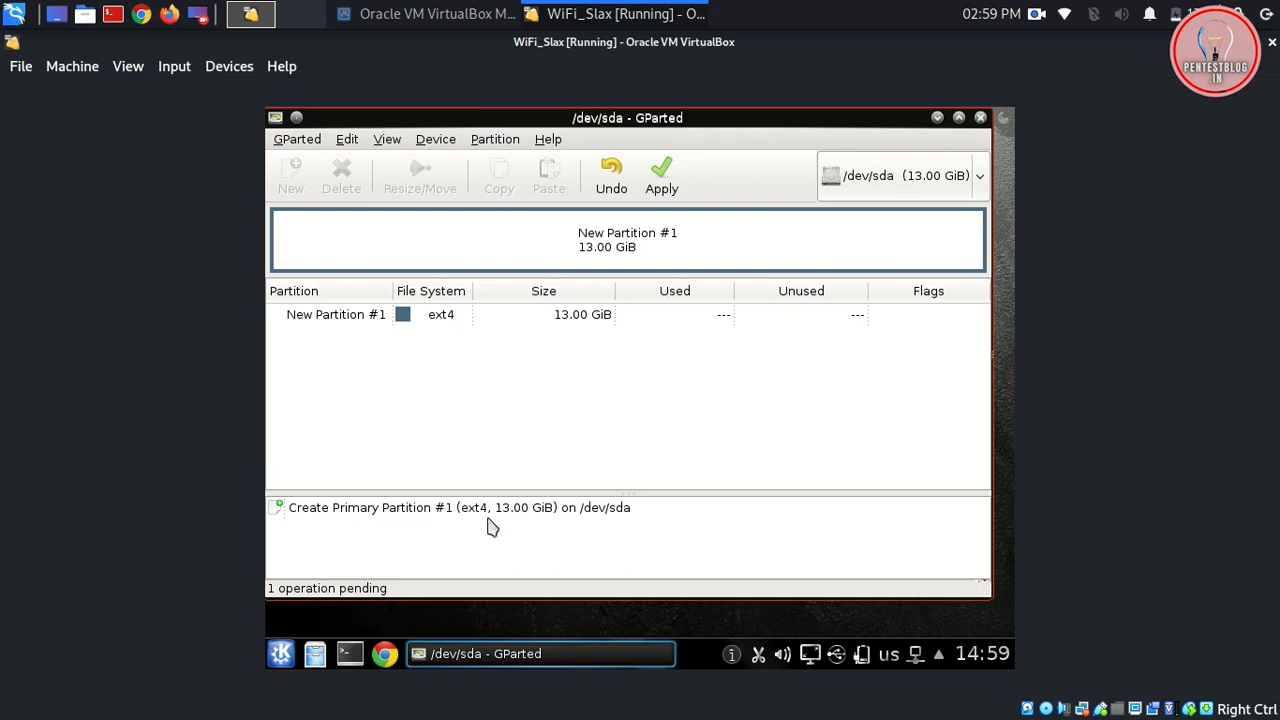 Oracle VM VirtualBox M...
WiFi_Slax [Running] - O...
02:59 PM
WiFi_Slax [Running] - Oracle VM VirtualBox
File Machine View Input Devices Help
PENTESTBLOG
.IN
/dev/sda - GParted
GParted Edit View Device Partition Help
New Delete Resize/Move Copy Paste Undo Apply
/dev/sda (13.00 GiB)
New Partition #1
13.00 GiB
Partition File System Size Used Unused Flags
New Partition #1 ext4 13.00 GiB --- ---
Create Primary Partition #1 (ext4, 13.00 GiB) on /dev/sda
1 operation pending
/dev/sda - GParted
us
14:59
Right Ctrl